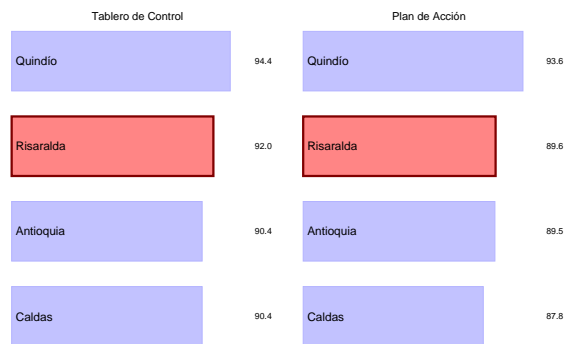 Tablero de Control
Plan de Acción
Quindío 94.4 Quindío 93.6
Risaralda 92.0 Risaralda 89.6
Antioquia 90.4 Antioquia 89.5
Caldas 90.4 Caldas 87.8